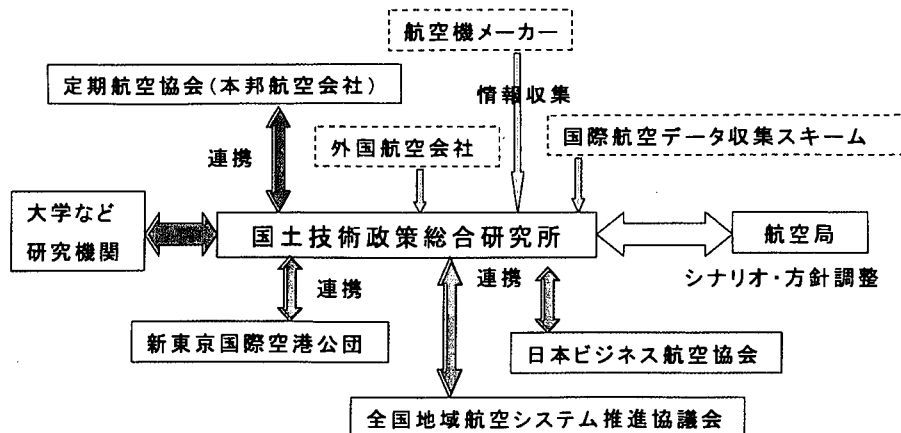 航空機メーカー
定期航空協会(本邦航空会社)
情報収集
国際航空データ収集スキーム
外国航空会社
連携
大学など
研究機関
国土技術政策総合研究所
航空局
連携
連携
シナリオ・方針調整
新東京国際空港公団
日本ビジネス航空協会
全国地域航空システム推進協議会